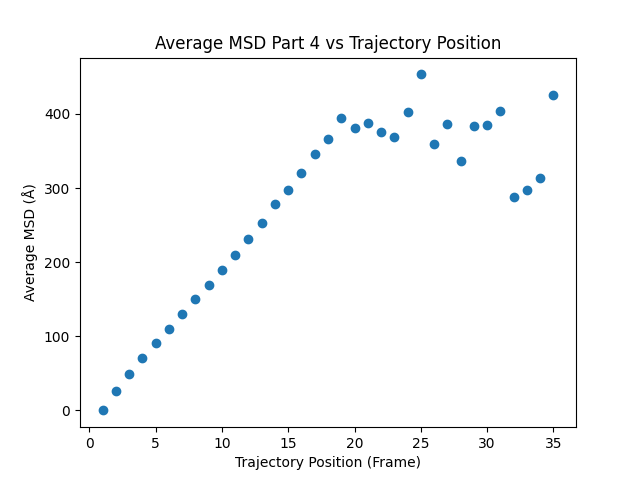 Average MSD Part 4 vs Trajectory Position
Average MSD (Å)
400
300
200
100
0
0 5 10 15 20 25 30 35
Trajectory Position (Frame)